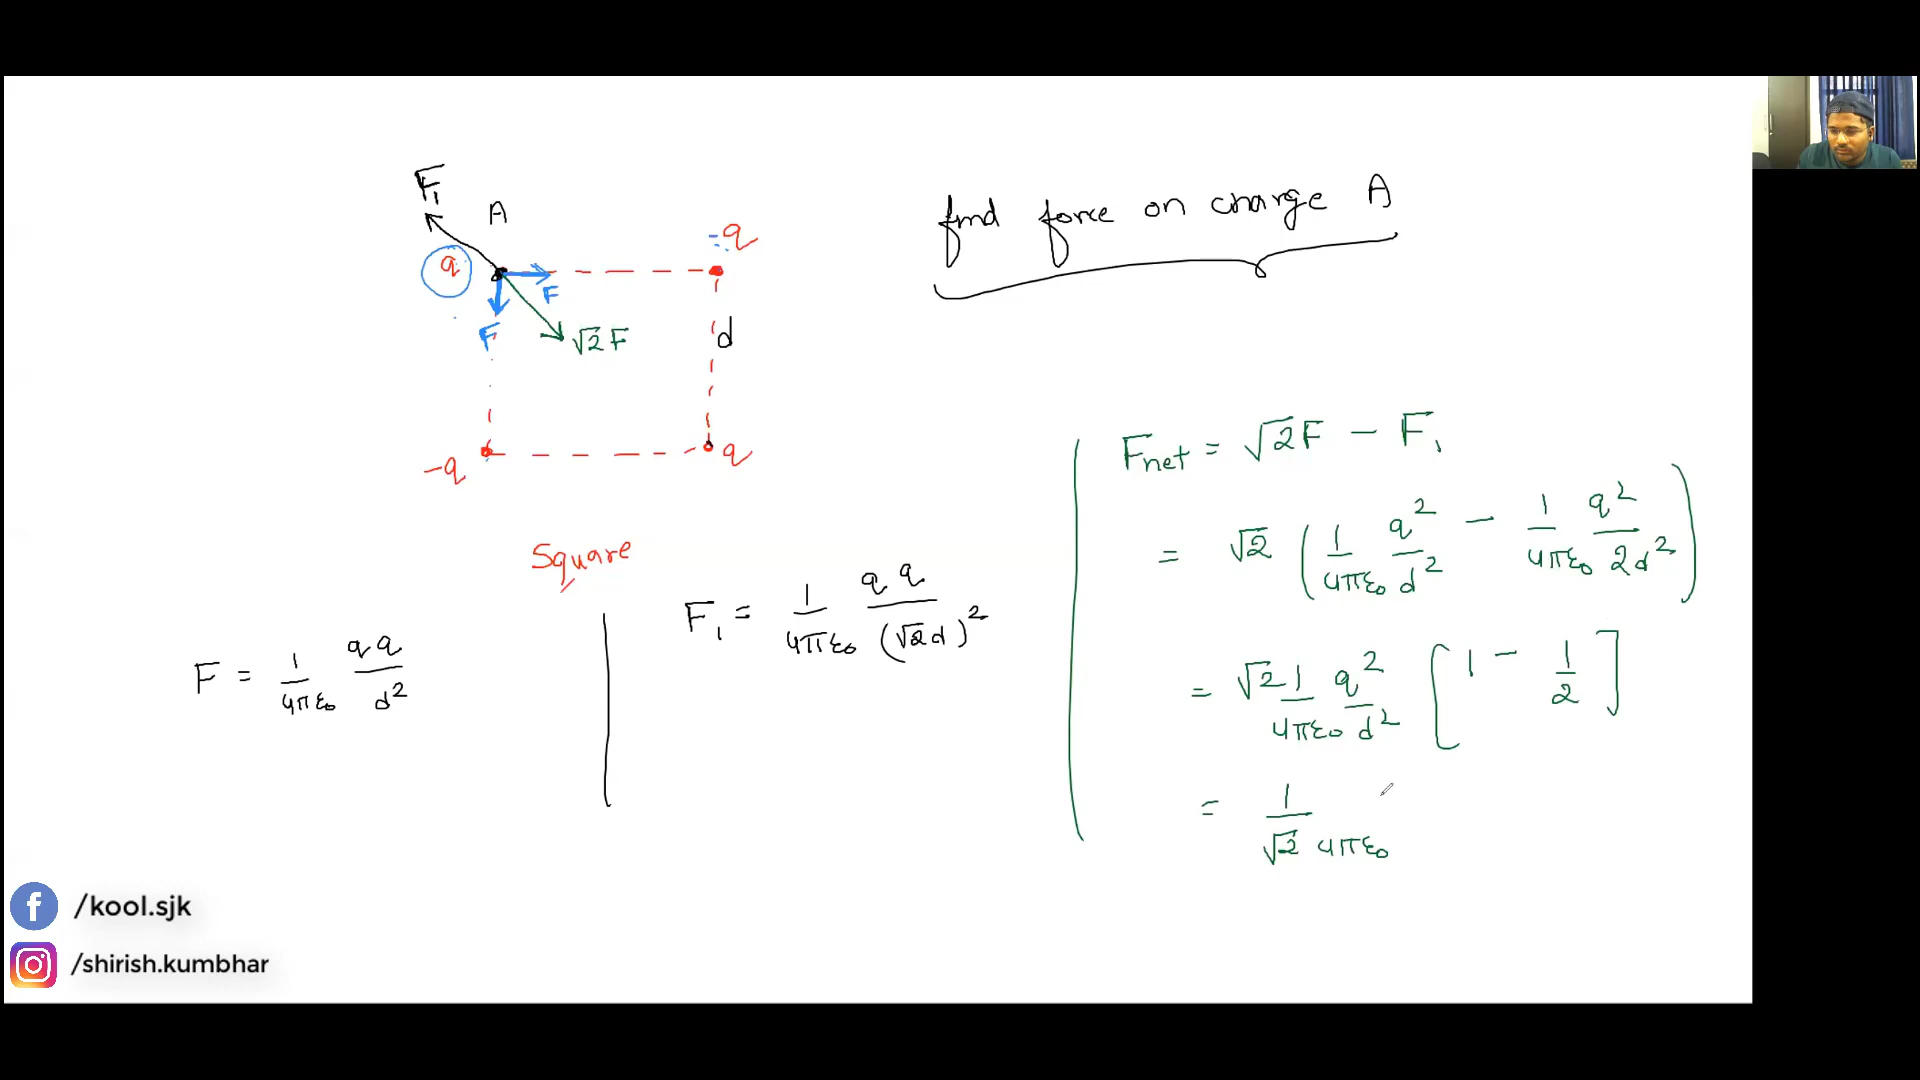 find force on charge A
F₁
A
q
-q
F
F
√2 F
d
-q
q
Square
F = 1/4πε₀ qq/d²
F₁ = 1/4πε₀ q q/(√2d)²
Fnet = √2F - F₁
= √2 (1/4πε₀ q²/d² - 1/4πε₀ q²/2d²)
= √2 1/4πε₀ q²/d² [1 - 1/2]
= 1/√2 4πε₀
/kool.sjk
/shirish.kumbhar